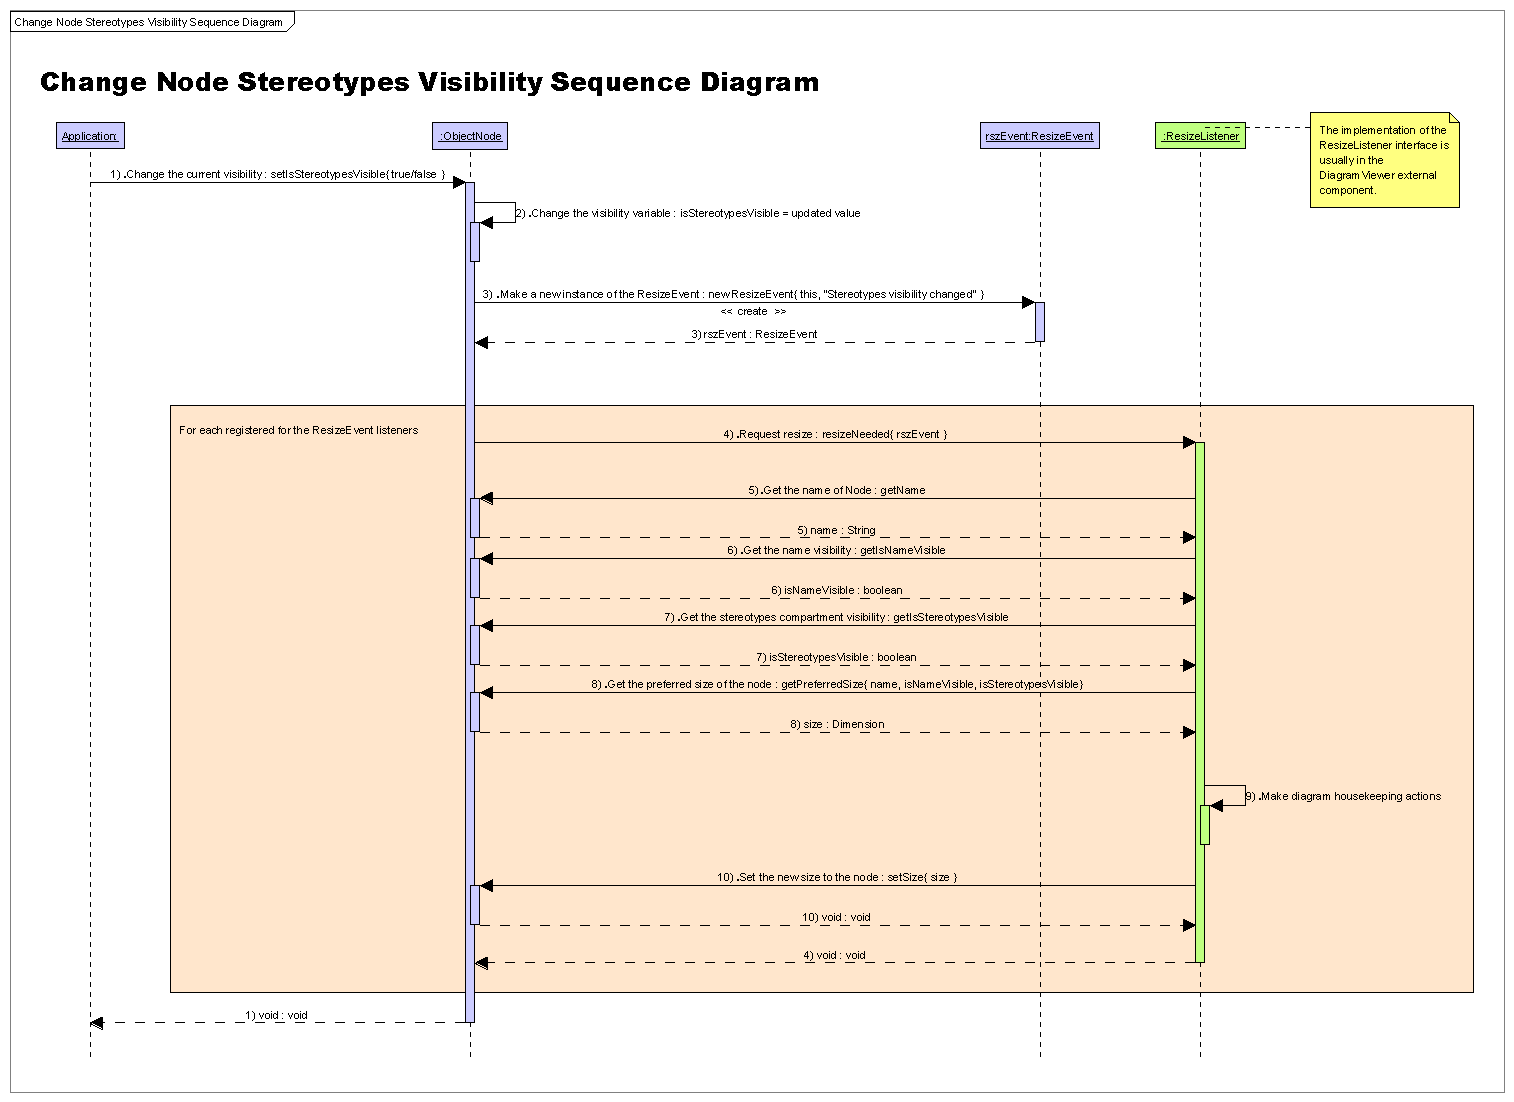 Change Node Stereotypes Visibility Sequence Diagram
Change Node Stereotypes Visibility Sequence Diagram
Application:
:ObjectNode
rszEvent:ResizeEvent
:ResizeListener
The implementation of the
ResizeListener interface is
usually in the
Diagram Viewer external
component.
1) .Change the current visibility : setIsStereotypesVisible{ true/false }
2) .Change the visibility variable : isStereotypesVisible = updated value
3) .Make a new instance of the ResizeEvent : new ResizeEvent{ this, "Stereotypes visibility changed" }
<< create >>
3) rszEvent : ResizeEvent
For each registered for the ResizeEvent listeners
4) .Request resize : resizeNeeded{ rszEvent }
5) .Get the name of Node : getName
5) name : String
6) .Get the name visibility : getIsNameVisible
6) isNameVisible : boolean
7) .Get the stereotypes compartment visibility : getIsStereotypesVisible
7) isStereotypesVisible : boolean
8) .Get the preferred size of the node : getPreferredSize{ name, isNameVisible, isStereotypesVisible}
8) size : Dimension
9) .Make diagram housekeeping actions
10) .Set the new size to the node : setSize{ size }
10) void : void
4) void : void
1) void : void